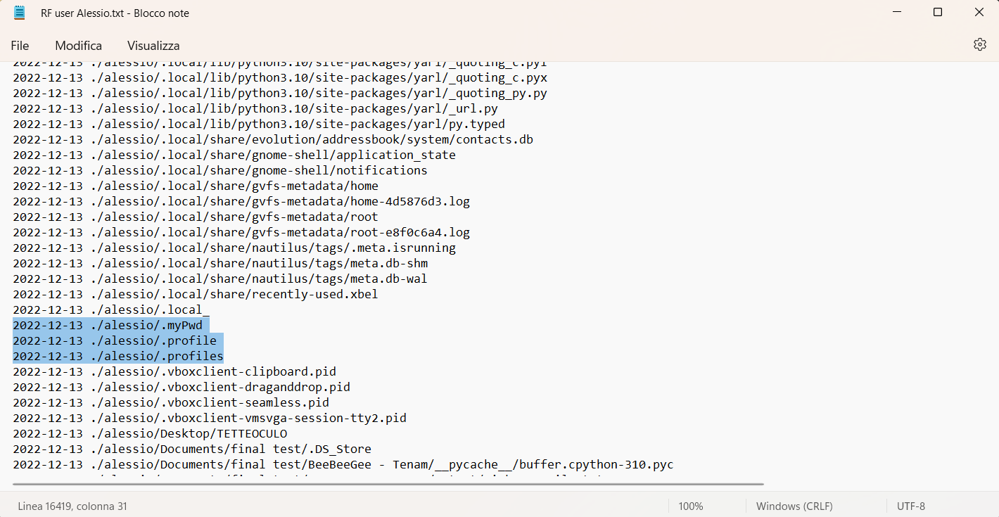 RF user Alessio.txt - Blocco note
File Modifica Visualizza
2022-12-13 ./alessio/.local/lib/python3.10/site-packages/yarl/_quoting_c.pyi
2022-12-13 ./alessio/.local/lib/python3.10/site-packages/yarl/_quoting_c.pyx
2022-12-13 ./alessio/.local/lib/python3.10/site-packages/yarl/_quoting_py.py
2022-12-13 ./alessio/.local/lib/python3.10/site-packages/yarl/_url.py
2022-12-13 ./alessio/.local/lib/python3.10/site-packages/yarl/py.typed
2022-12-13 ./alessio/.local/share/evolution/addressbook/system/contacts.db
2022-12-13 ./alessio/.local/share/gnome-shell/application_state
2022-12-13 ./alessio/.local/share/gnome-shell/notifications
2022-12-13 ./alessio/.local/share/gvfs-metadata/home
2022-12-13 ./alessio/.local/share/gvfs-metadata/home-4d5876d3.log
2022-12-13 ./alessio/.local/share/gvfs-metadata/root
2022-12-13 ./alessio/.local/share/gvfs-metadata/root-e8f0c6a4.log
2022-12-13 ./alessio/.local/share/nautilus/tags/.meta.isrunning
2022-12-13 ./alessio/.local/share/nautilus/tags/meta.db-shm
2022-12-13 ./alessio/.local/share/nautilus/tags/meta.db-wal
2022-12-13 ./alessio/.local/share/recently-used.xbel
2022-12-13 ./alessio/.local_
2022-12-13 ./alessio/.myPwd
2022-12-13 ./alessio/.profile
2022-12-13 ./alessio/.profiles
2022-12-13 ./alessio/.vboxclient-clipboard.pid
2022-12-13 ./alessio/.vboxclient-draganddrop.pid
2022-12-13 ./alessio/.vboxclient-seamless.pid
2022-12-13 ./alessio/.vboxclient-vmsvga-session-tty2.pid
2022-12-13 ./alessio/Desktop/TETTEOCULO
2022-12-13 ./alessio/Documents/final test/.DS_Store
2022-12-13 ./alessio/Documents/final test/BeeBeeGee - Tenam/__pycache__/buffer.cpython-310.pyc
Linea 16419, colonna 31 100% Windows (CRLF) UTF-8